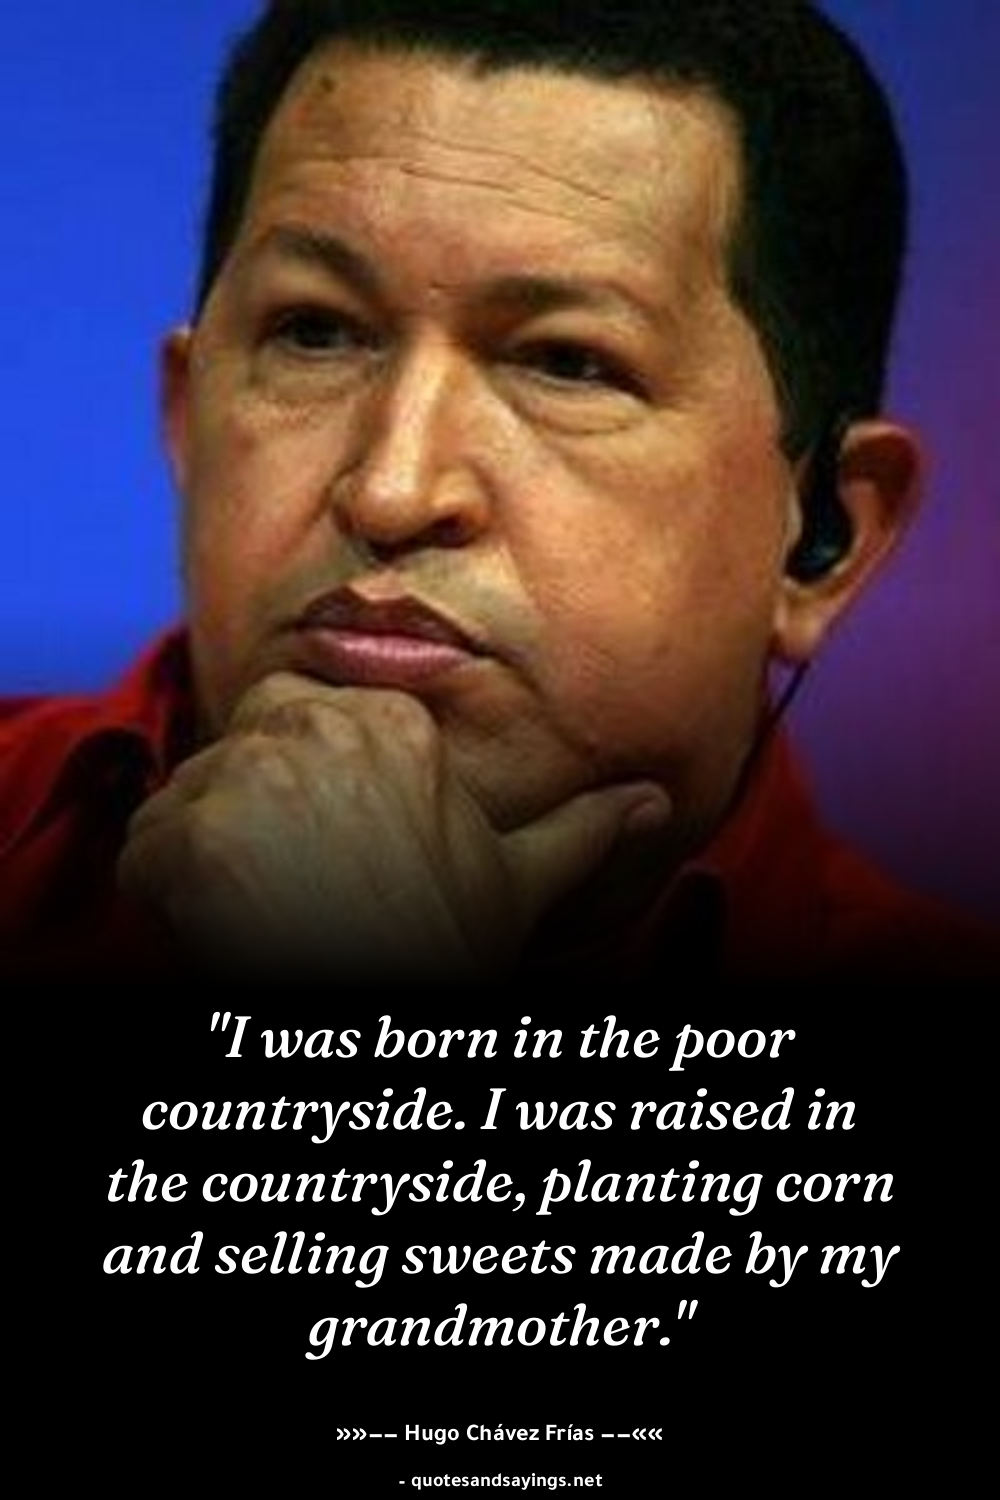 "I was born in the poor
countryside. I was raised in
the countryside, planting corn
and selling sweets made by my
grandmother."
»»−− Hugo Chávez Frías −−««
- quotesandsayings.net